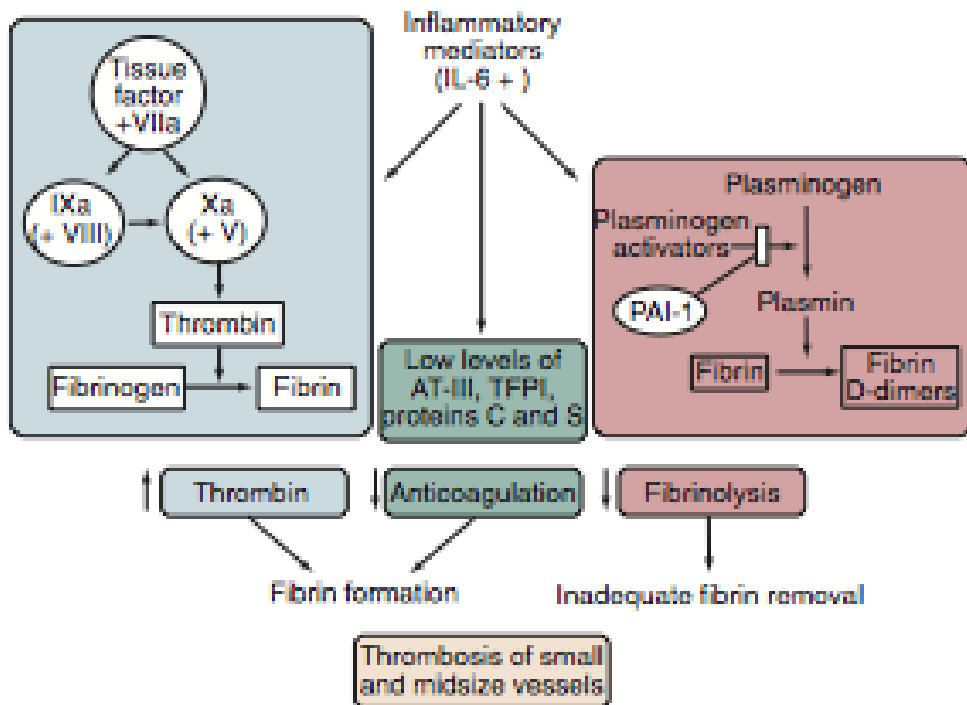 Inflammatory
mediators
(IL-6 + )
Tissue
factor
+VIIa
IXa
(+ VIII)
Xa
(+ V)
Thrombin
Fibrinogen
Fibrin
Low levels of
AT-III, TFPI,
proteins C and S
Plasminogen
Plasminogen
activators
PAI-1
Plasmin
Fibrin
Fibrin
D-dimers
Thrombin
Anticoagulation
Fibrinolysis
Fibrin formation
Inadequate fibrin removal
Thrombosis of small
and midsize vessels